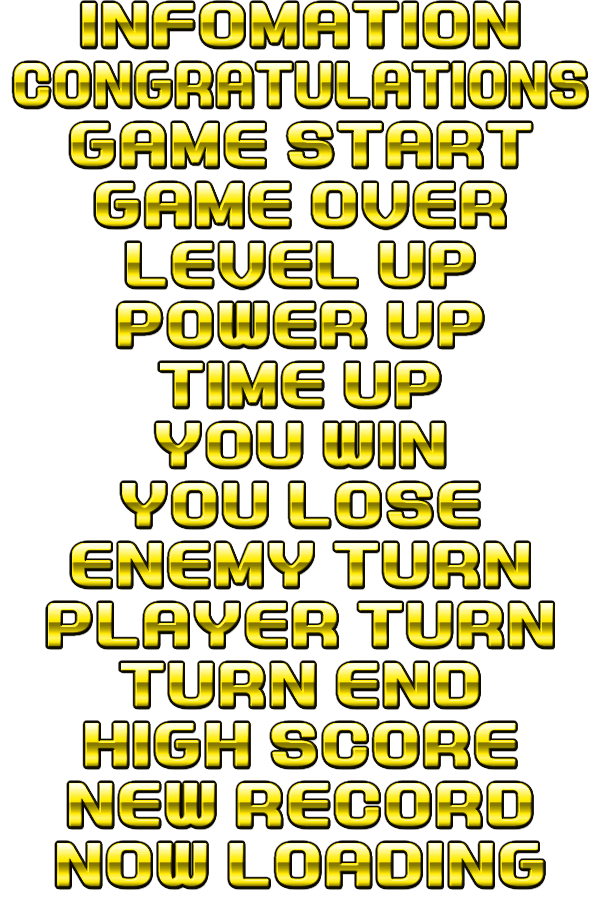 INFOMATION
CONGRATULATIONS
GAME START
GAME OVER
LEVEL UP
POWER UP
TIME UP
YOU WIN
YOU LOSE
ENEMY TURN
PLAYER TURN
TURN END
HIGH SCORE
NEW RECORD
NOW LOADING